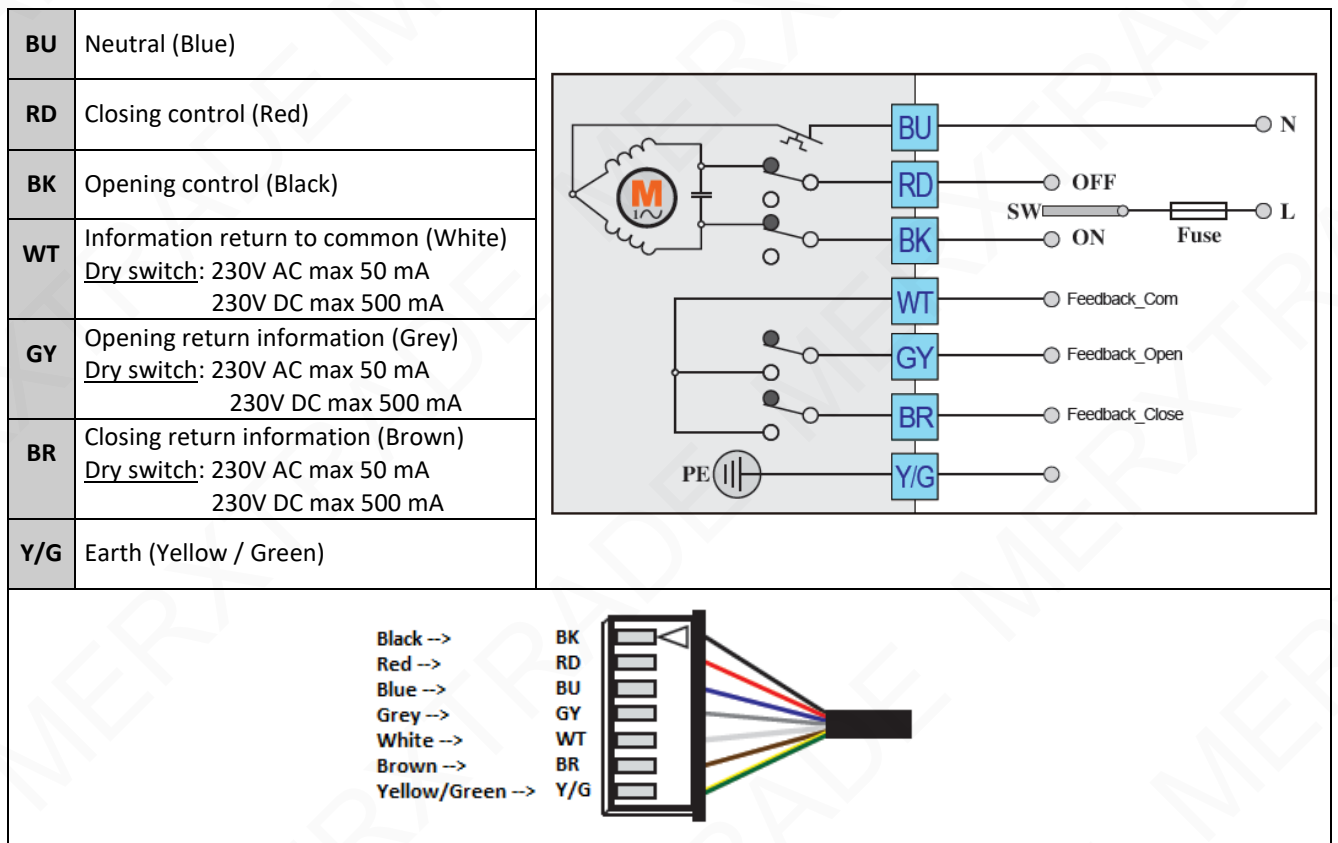 BU Neutral (Blue)
RD Closing control (Red)
BK Opening control (Black)
WT Information return to common (White)
Dry switch: 230V AC max 50 mA
230V DC max 500 mA
GY Opening return information (Grey)
Dry switch: 230V AC max 50 mA
230V DC max 500 mA
BR Closing return information (Brown)
Dry switch: 230V AC max 50 mA
230V DC max 500 mA
Y/G Earth (Yellow / Green)
BU N
M
1
RD OFF
SW L
Fuse
BK ON
WT Feedback_Com
GY Feedback_Open
BR Feedback_Close
PE Y/G
Black --> BK
Red --> RD
Blue --> BU
Grey --> GY
White --> WT
Brown --> BR
Yellow/Green --> Y/G
MERXTRADE MERXTRADE